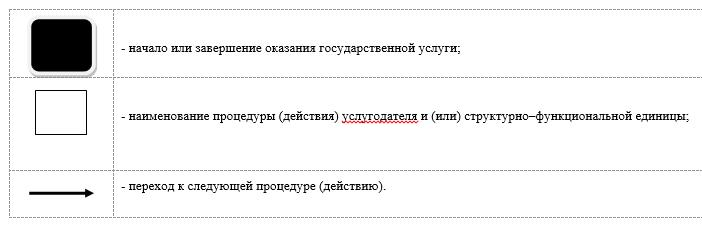 - начало или завершение оказания государственной услуги;
- наименование процедуры (действия) услугодателя и (или) структурно–функциональной единицы;
- переход к следующей процедуре (действию).